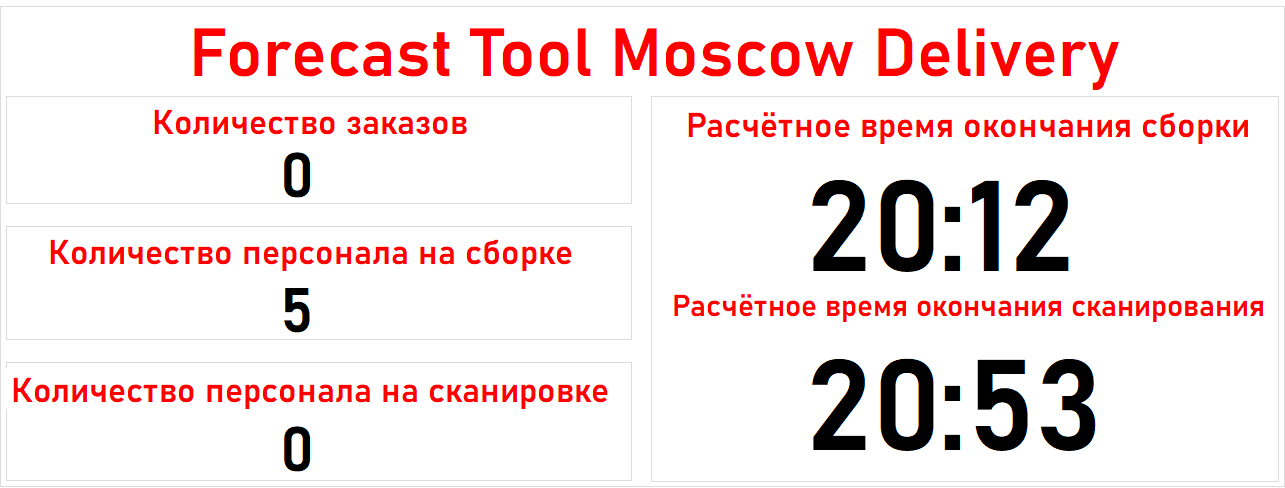 Forecast Tool Moscow Delivery
Количество заказов
0
Количество персонала на сборке
5
Количество персонала на сканировке
0
Расчётное время окончания сборки
20:12
Расчётное время окончания сканирования
20:53